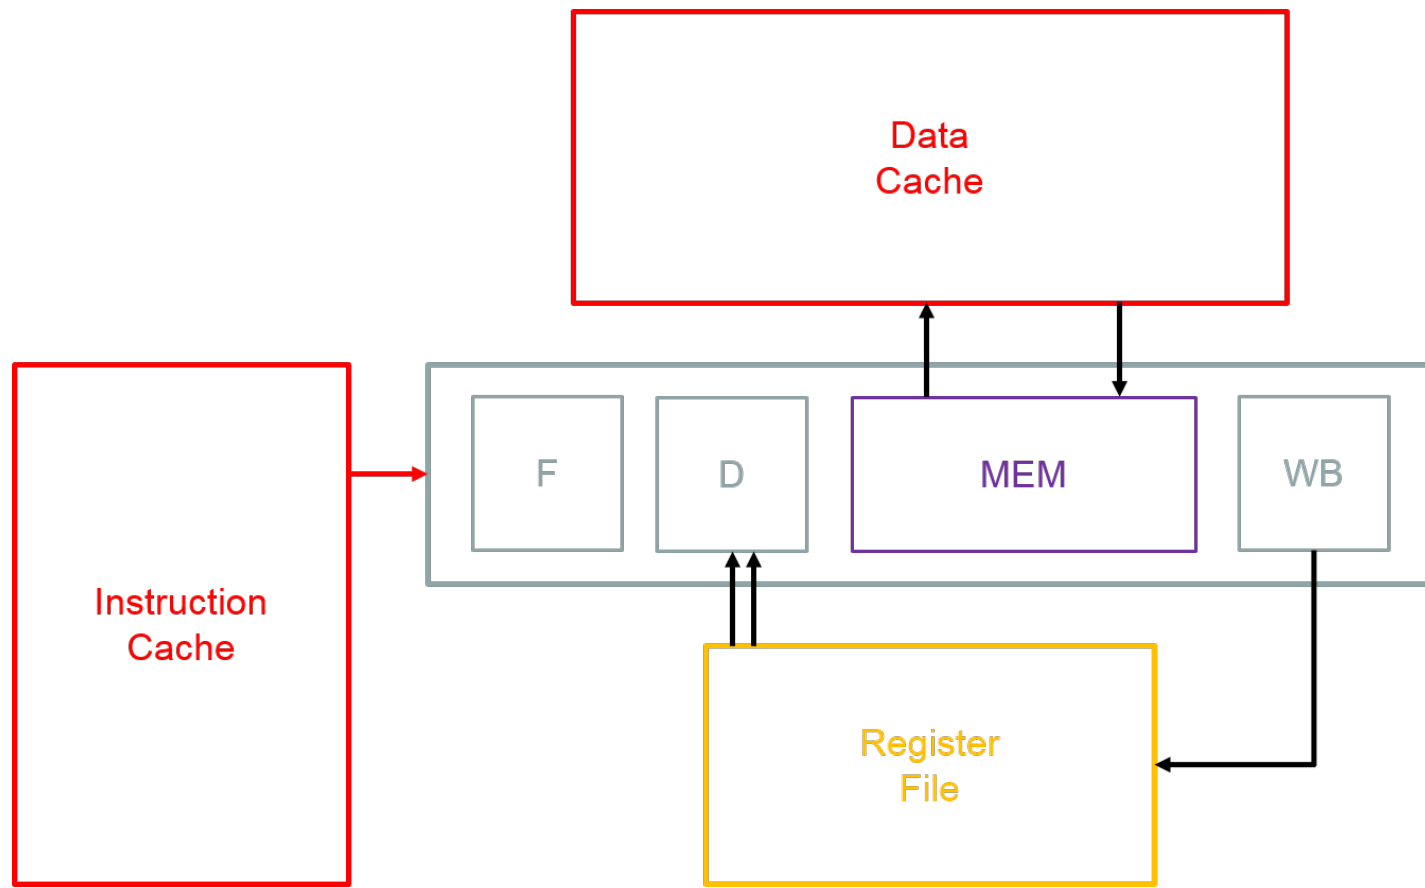 Data
Cache
F
D
MEM
WB
Instruction
Cache
Register
File